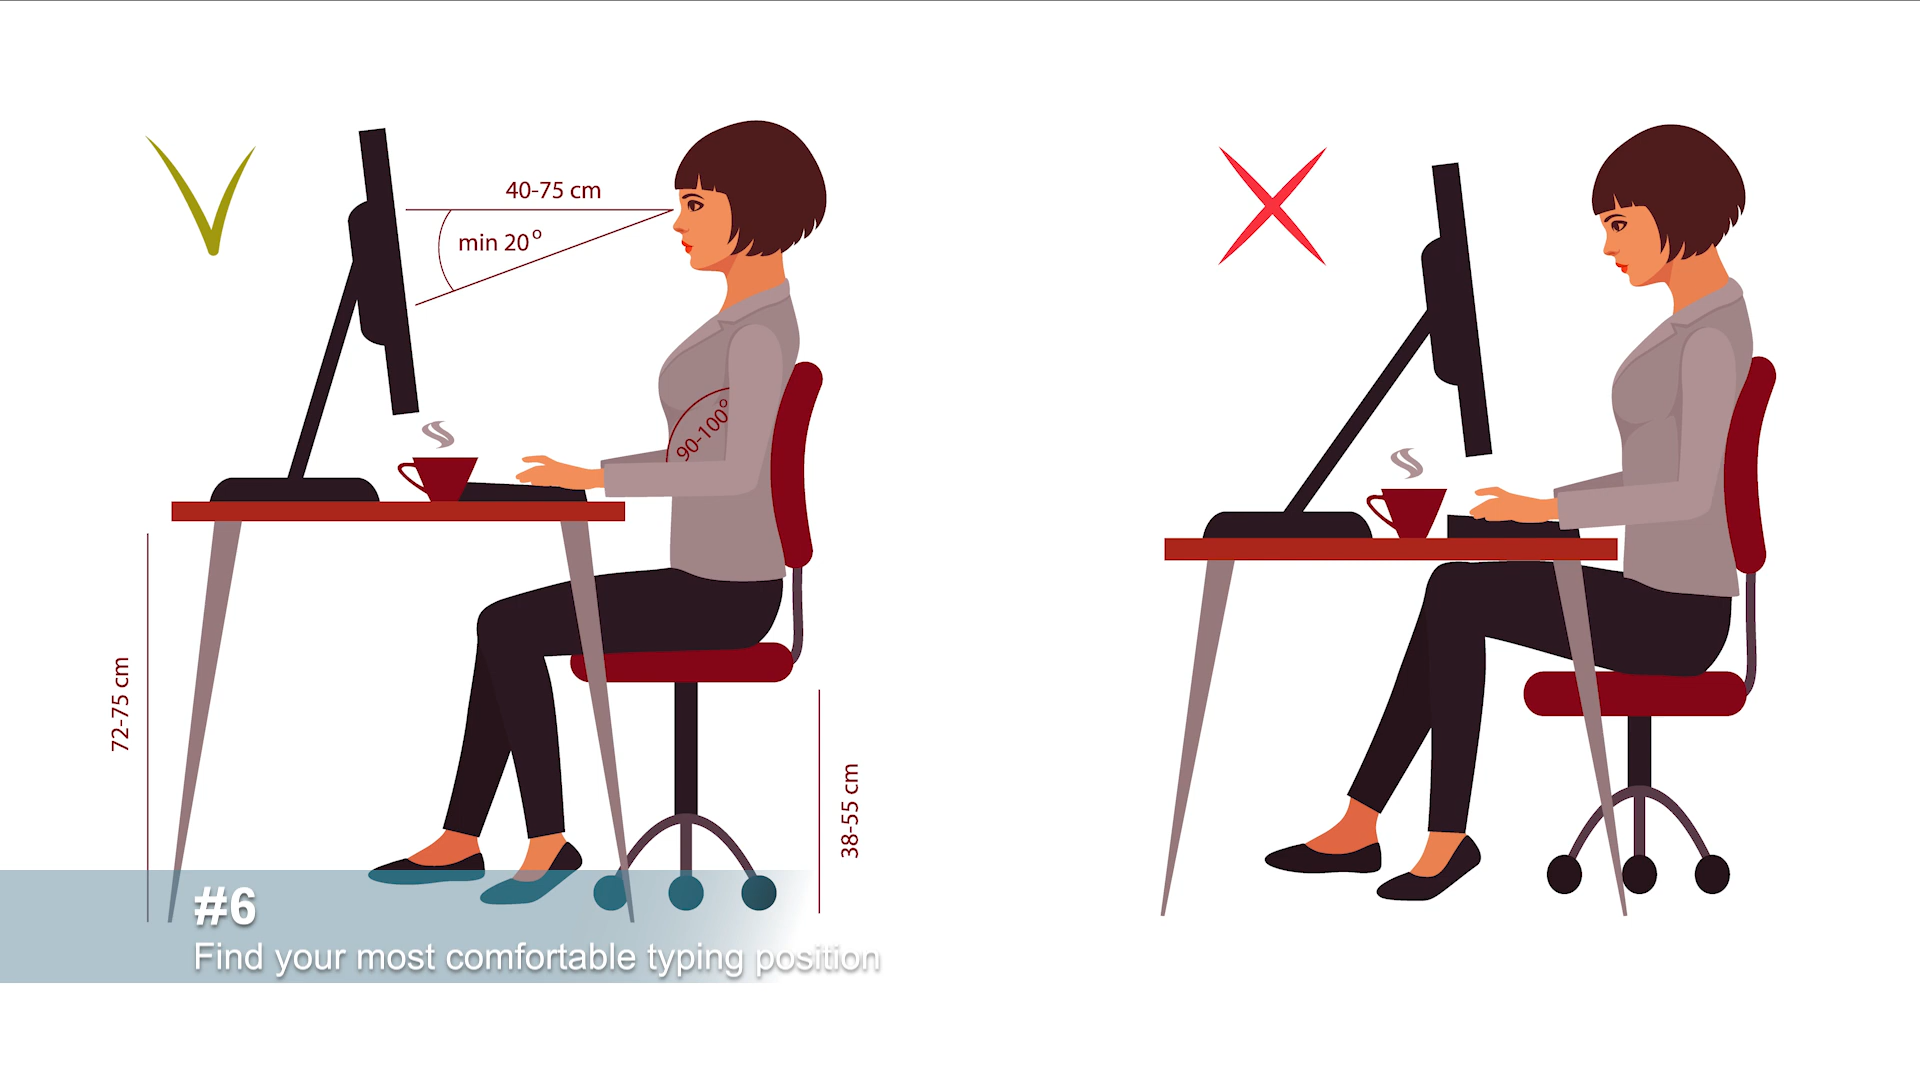 40-75 cm
min 20°
90-100°
72-75 cm
38-55 cm
#6
Find your most comfortable typing position